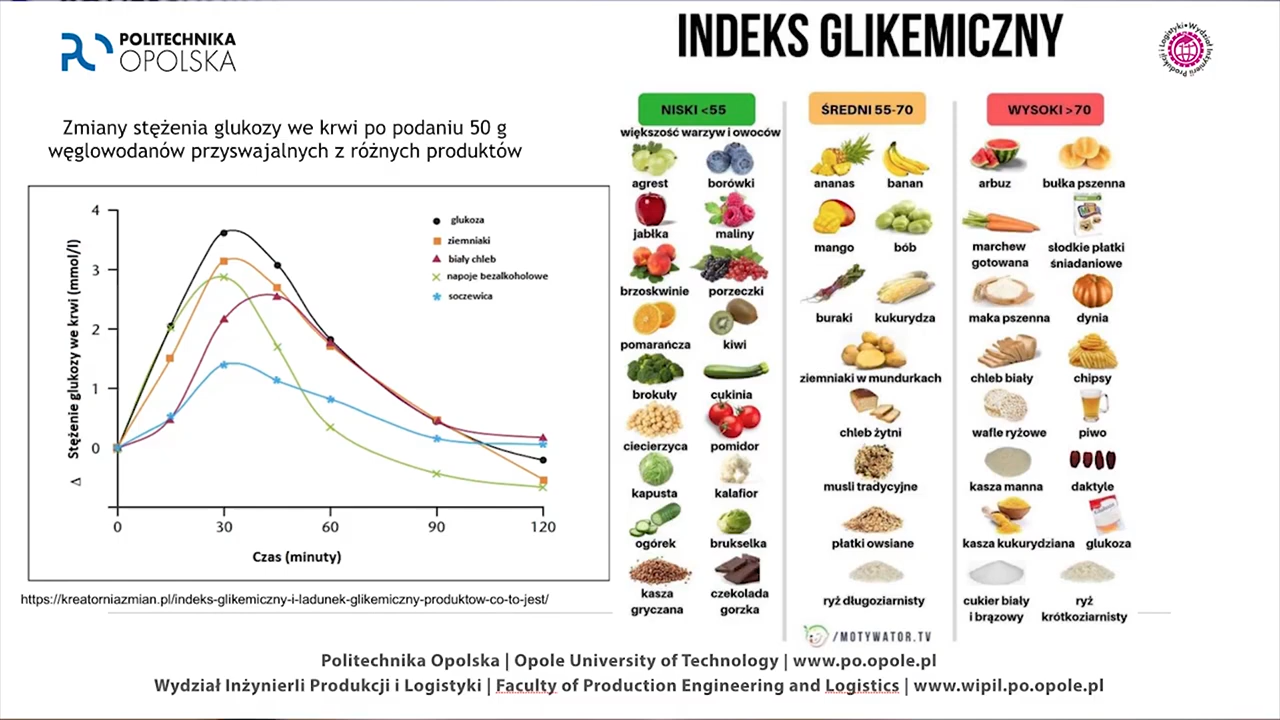 INDEKS GLIKEMICZNY
POLITECHNIKA
OPOLSKA
Wydział Inżynierii Produkcji i Logistyki
Zmiany stężenia glukozy we krwi po podaniu 50 g
węglowodanów przyswajalnych z różnych produktów
Δ Stężenie glukozy we krwi (mmol/l)
4
3
2
1
0
glukoza
ziemniaki
biały chleb
napoje bezalkoholowe
soczewica
0 30 60 90 120
Czas (minuty)
https://kreatorniazmian.pl/indeks-glikemiczny-i-ladunek-glikemiczny-produktow-co-to-jest/
NISKI <55
większość warzyw i owoców
agrest borówki
jabłka maliny
brzoskwinie porzeczki
pomarańcza kiwi
brokuły cukinia
ciecierzyca pomidor
kapusta kalafior
ogórek brukselka
kasza czekolada
gryczana gorzka
ŚREDNI 55-70
ananas banan
mango bób
buraki kukurydza
ziemniaki w mundurkach
chleb żytni
musli tradycyjne
płatki owsiane
ryż długoziarnisty
/MOTYWATOR.TV
WYSOKI >70
arbuz bułka pszenna
marchew słodkie płatki
gotowana śniadaniowe
maka pszenna dynia
chleb biały chipsy
wafle ryżowe piwo
kasza manna daktyle
kasza kukurydziana glukoza
cukier biały ryż
i brązowy krótkoziarnisty
Politechnika Opolska | Opole University of Technology | www.po.opole.pl
Wydział InżynierIi Produkcji i Logistyki | Faculty of Production Engineering and Logistics | www.wipil.po.opole.pl